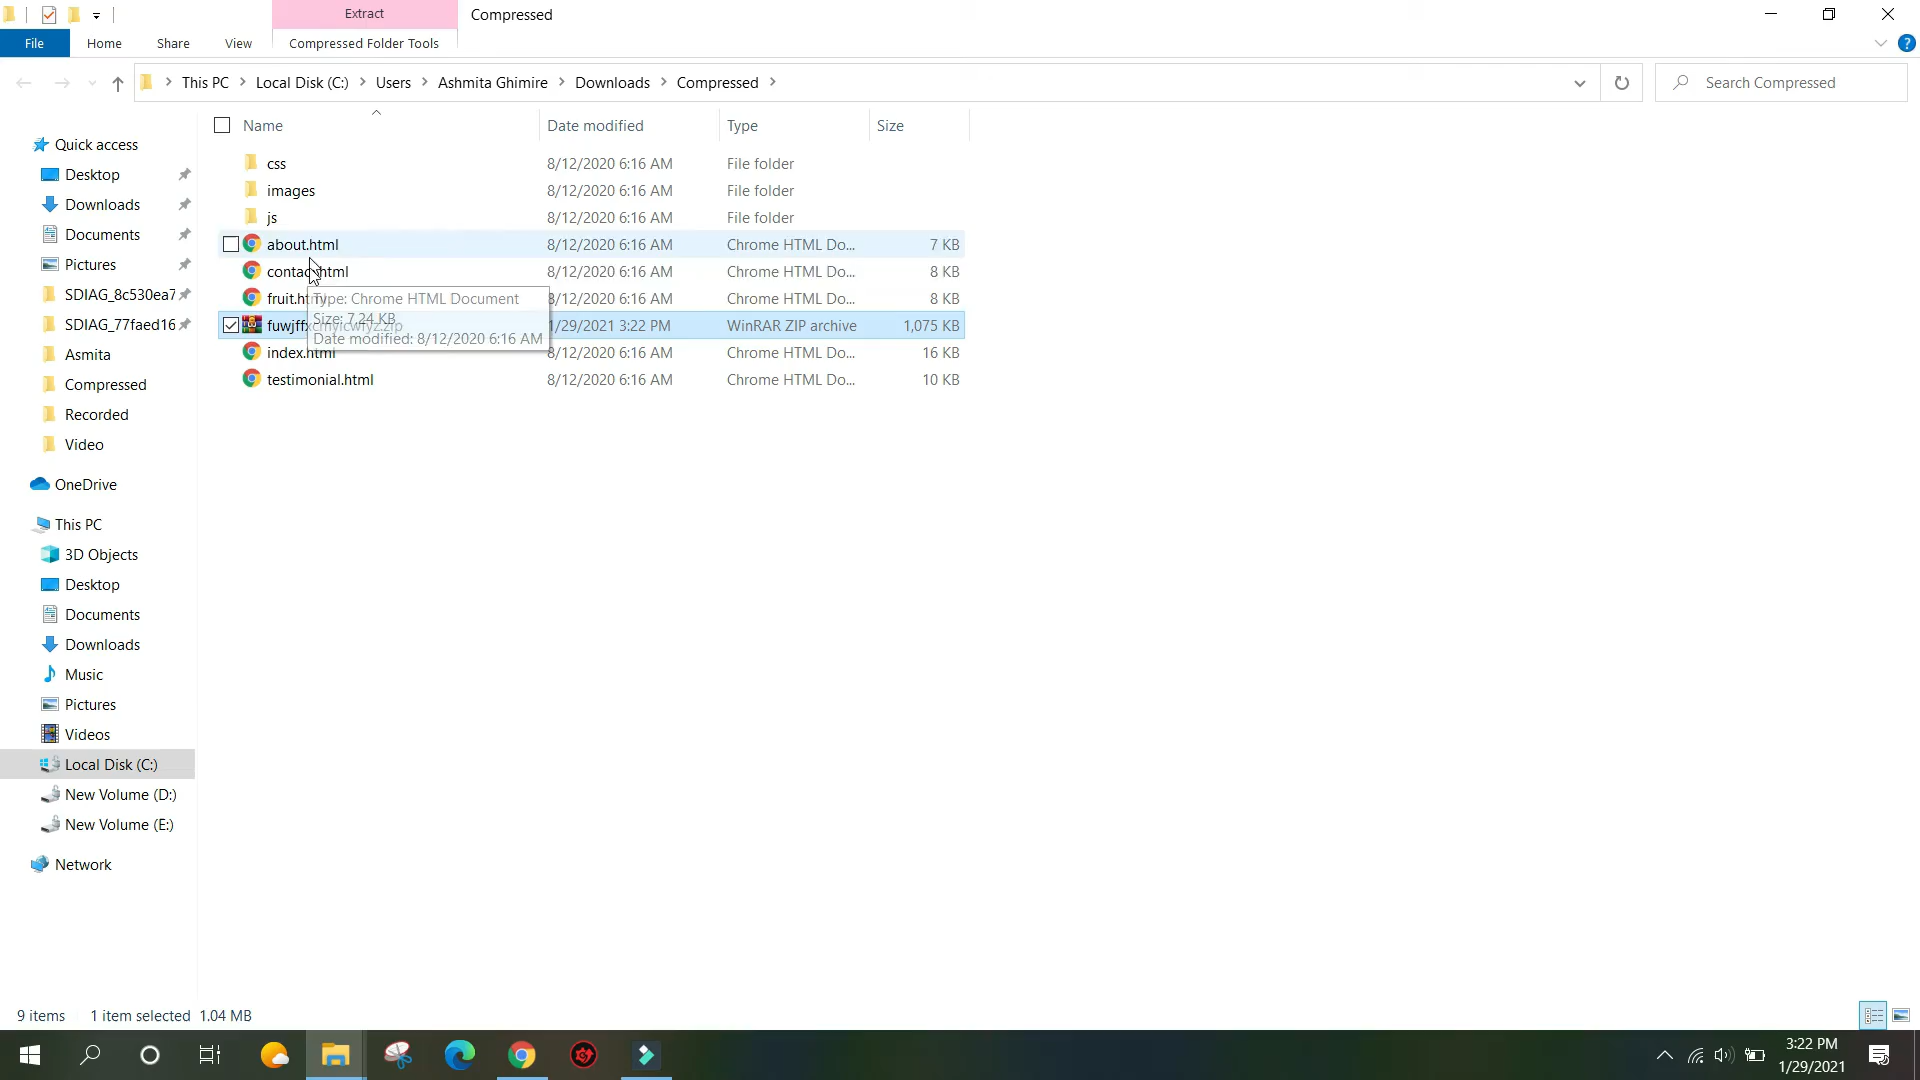 Extract
Compressed
File
Home
Share
View
Compressed Folder Tools
This PC
Local Disk (C:)
Users
Ashmita Ghimire
Downloads
Compressed
Search Compressed
Name
Date modified
Type
Size
Quick access
Desktop
Downloads
Documents
Pictures
SDIAG_8c530ea7
SDIAG_77faed16
Asmita
Compressed
Recorded
Video
OneDrive
This PC
3D Objects
Desktop
Documents
Downloads
Music
Pictures
Videos
Local Disk (C:)
New Volume (D:)
New Volume (E:)
Network
css 8/12/2020 6:16 AM File folder
images 8/12/2020 6:16 AM File folder
js 8/12/2020 6:16 AM File folder
about.html 8/12/2020 6:16 AM Chrome HTML Do... 7 KB
8/12/2020 6:16 AM Chrome HTML Do... 8 KB
8/12/2020 6:16 AM Chrome HTML Do... 8 KB
1/29/2021 3:22 PM WinRAR ZIP archive 1,075 KB
index.html 8/12/2020 6:16 AM Chrome HTML Do... 16 KB
testimonial.html 8/12/2020 6:16 AM Chrome HTML Do... 10 KB
Type: Chrome HTML Document
Size: 7.24 KB
Date modified: 8/12/2020 6:16 AM
9 items 1 item selected 1.04 MB
3:22 PM
1/29/2021